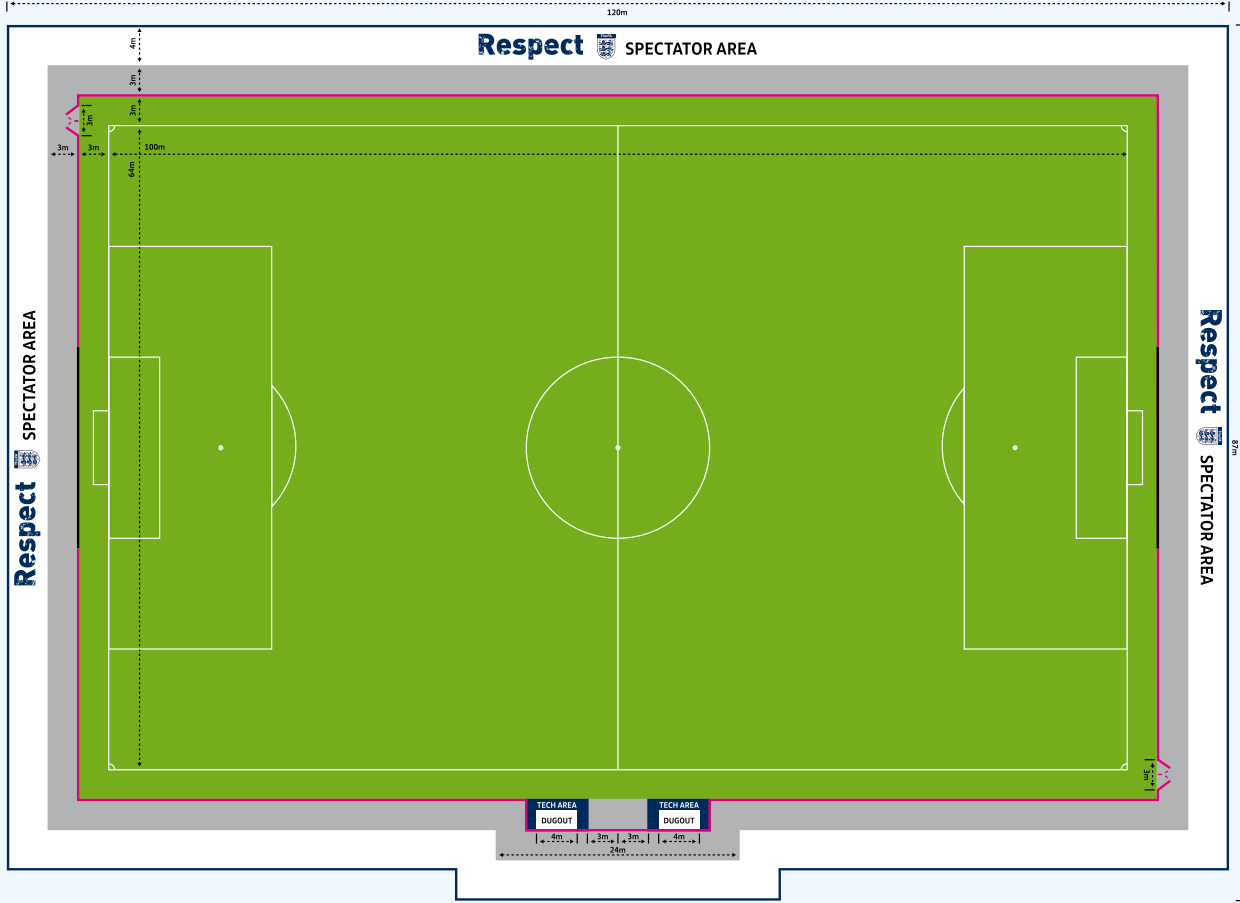 120m
4m
Respect SPECTATOR AREA
3m
3m
3m
3m
3m
100m
64m
Respect SPECTATOR AREA
Respect SPECTATOR AREA
87m
3m
TECH AREA
TECH AREA
DUGOUT
DUGOUT
4m
3m
3m
4m
24m